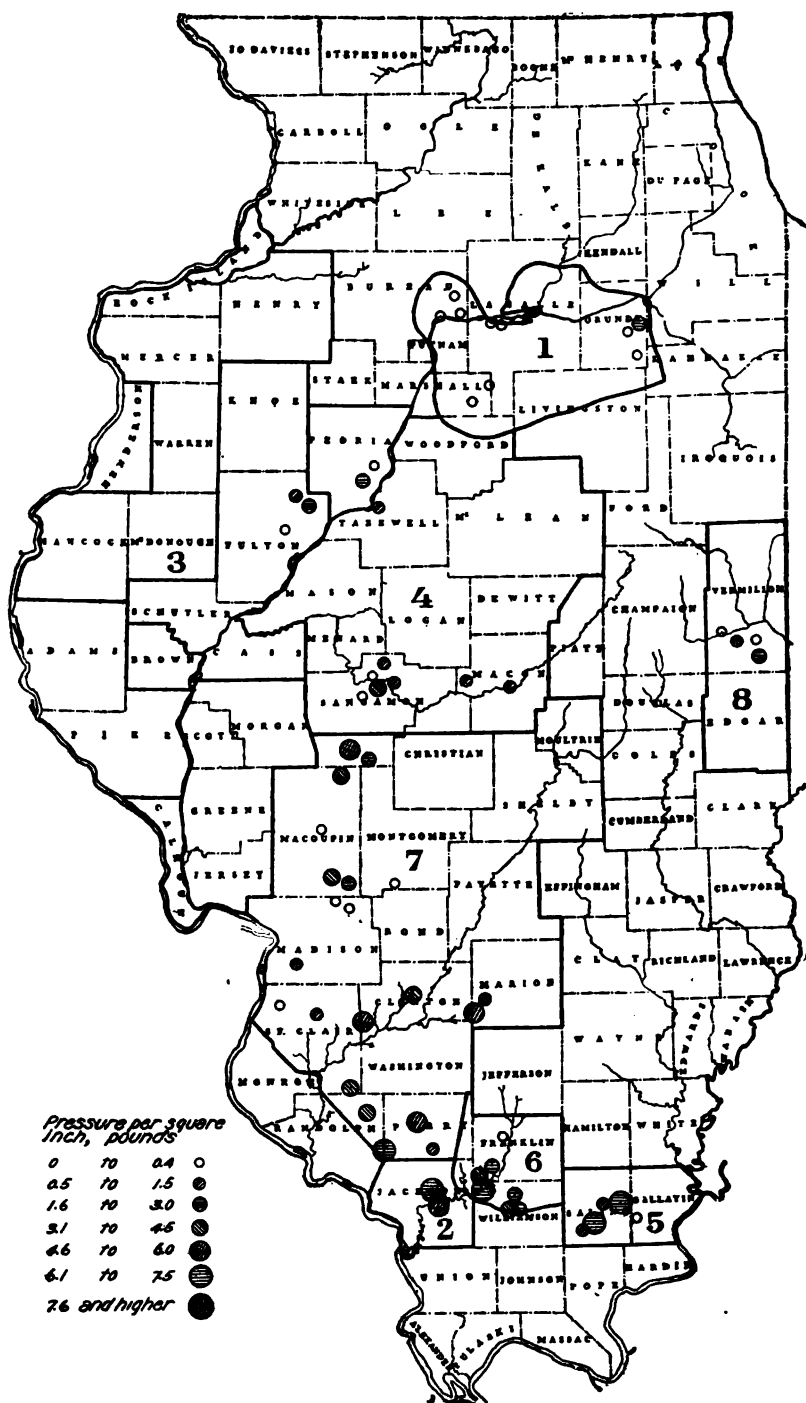 JO DAVIESS STEPHENSON WINNEBAGO BOONE McHENRY
CARROLL OGLE KANE
DU PAGE
WHITESIDE LEE
KENDALL
BUREAU WILL
ROCK ISLAND HENRY LASALLE
GRUNDY
MERCER PUTNAM 1 KANKAKEE
STARK MARSHALL
KNOX LIVINGSTON
HENDERSON WARREN PEORIA WOODFORD
IROQUOIS
FORD
TAZEWELL McLEAN
HANCOCK McDONOUGH FULTON
3
MASON VERMILION
SCHUYLER 4 DEWITT CHAMPAIGN
LOGAN
ADAMS MENARD
BROWN CASS PIATT
MACON
SANGAMON DOUGLAS 8
MORGAN EDGAR
PIKE SCOTT MOULTRIE
CHRISTIAN COLES
GREENE SHELBY CLARK
CALHOUN CUMBERLAND
MACOUPIN MONTGOMERY
7
JERSEY FAYETTE EFFINGHAM CRAWFORD
JASPER
BOND
MADISON CLAY RICHLAND LAWRENCE
MARION
CLINTON
ST. CLAIR WAYN EDWARDS WABASH
WASHINGTON
JEFFERSON
MONROE
RANDOLPH PERRY HAMILTON WHITE
FRANKLIN
6
JACK GALLATIN
2 WILLIAMSON SAL 5
HARDIN
UNION JOHNSON POPE
ALEXANDER PULASKI MASSAC
Pressure per square
inch, pounds
0 to 0.4
0.5 to 1.5
1.6 to 3.0
3.1 to 4.5
4.6 to 6.0
6.1 to 7.5
7.6 and higher